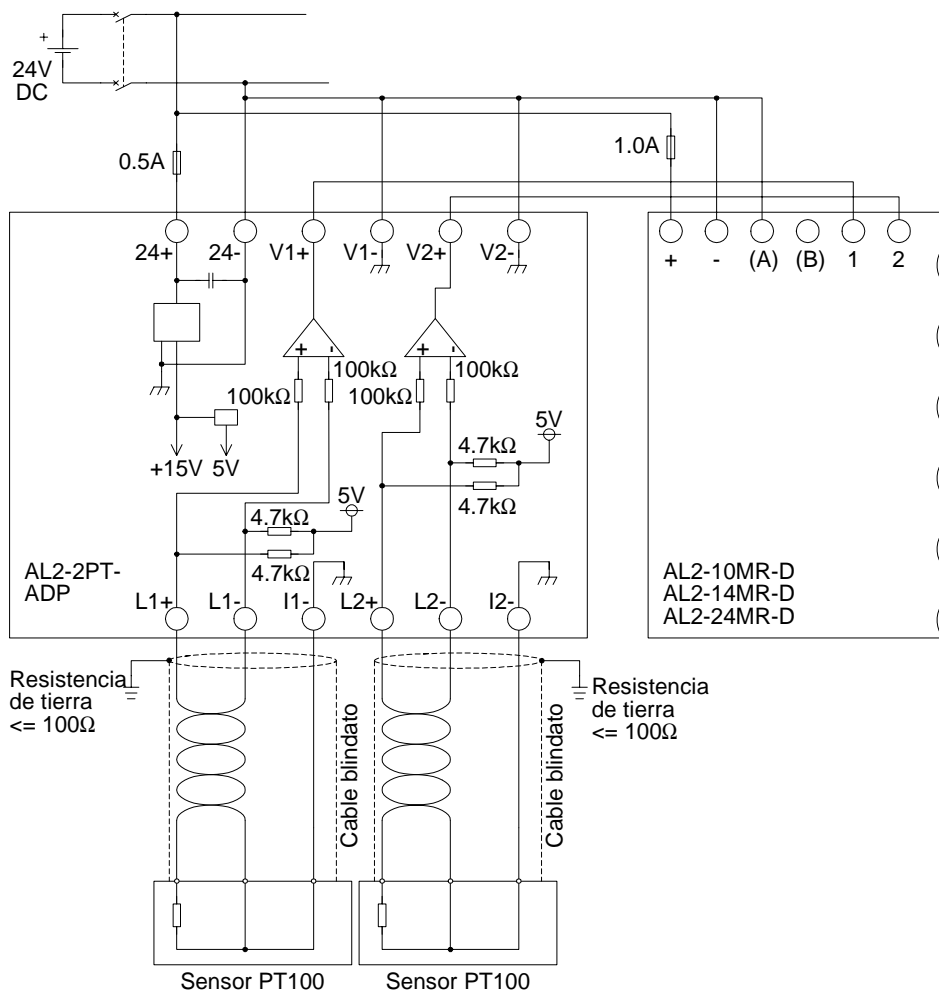 +
24V
DC
0.5A
1.0A
24+ 24- V1+ V1- V2+ V2-
+ - (A) (B) 1 2
+ -
+ -
100kΩ
100kΩ
100kΩ
100kΩ
5V
4.7kΩ
4.7kΩ
+15V 5V
5V
4.7kΩ
4.7kΩ
AL2-2PT-
ADP
AL2-10MR-D
AL2-14MR-D
AL2-24MR-D
L1+ L1- I1- L2+ L2- I2-
Resistencia
de tierra
<= 100Ω
Cable blindato
Resistencia
de tierra
<= 100Ω
Cable blindato
Sensor PT100
Sensor PT100